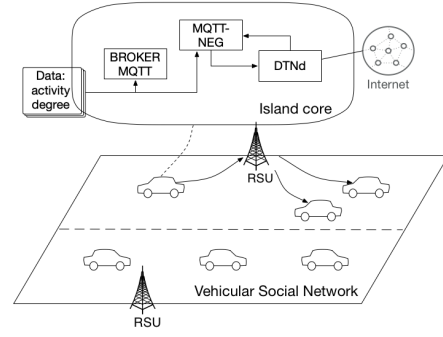 MQTT-
NEG
BROKER
MQTT
DTNd
Data:
activity
degree
Internet
Island core
RSU
Vehicular Social Network
RSU